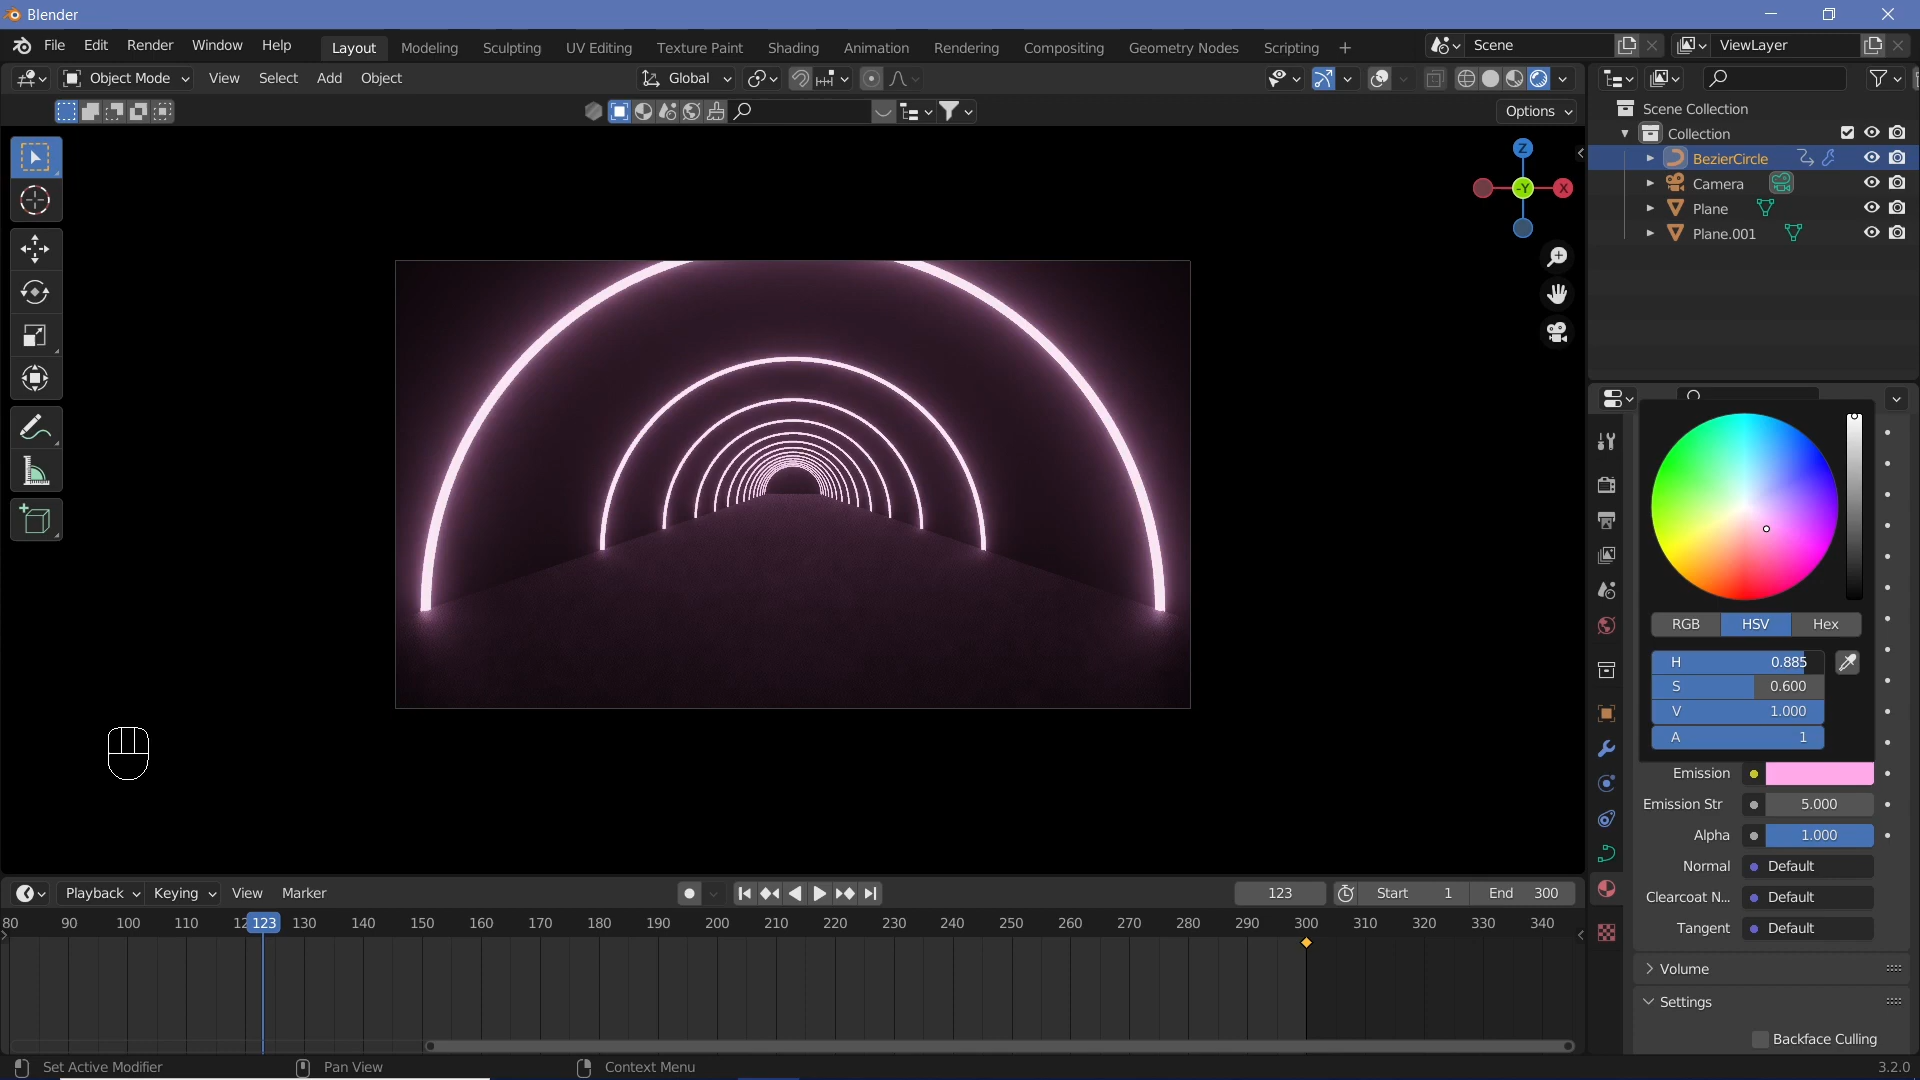 Blender
File Edit Render Window Help Layout Modeling Sculpting UV Editing Texture Paint Shading Animation Rendering Compositing Geometry Nodes Scripting + Scene ViewLayer
Object Mode View Select Add Object Global
Options
Scene Collection
Collection
BezierCircle
Camera
Plane
Plane.001
Z
-Y X
RGB HSV Hex
H 0.885
S 0.600
V 1.000
A 1
Emission
Emission Str 5.000
Alpha 1.000
Normal Default
Clearcoat N... Default
Tangent Default
Volume
Settings
Backface Culling
Playback Keying View Marker 123 Start 1 End 300
80 90 100 110 12 123 130 140 150 160 170 180 190 200 210 220 230 240 250 260 270 280 290 300 310 320 330 340
Set Active Modifier Pan View Context Menu 3.2.0